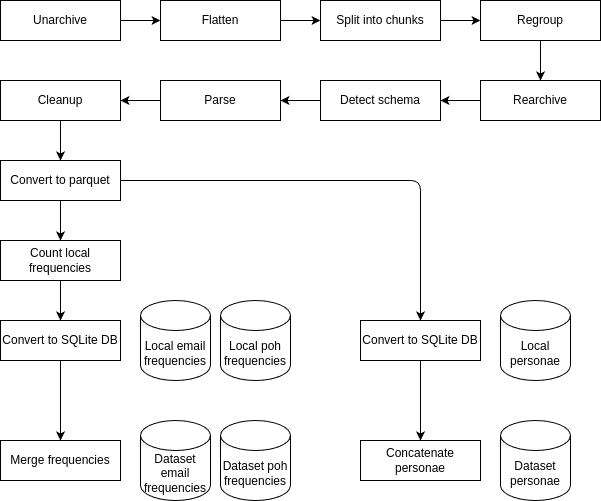 Unarchive
Flatten
Split into chunks
Regroup
Cleanup
Parse
Detect schema
Rearchive
Convert to parquet
Count local
frequencies
Convert to SQLite DB
Local email
frequencies
Local poh
frequencies
Convert to SQLite DB
Local
personae
Merge frequencies
Dataset
email
frequencies
Dataset poh
frequencies
Concatenate
personae
Dataset
personae